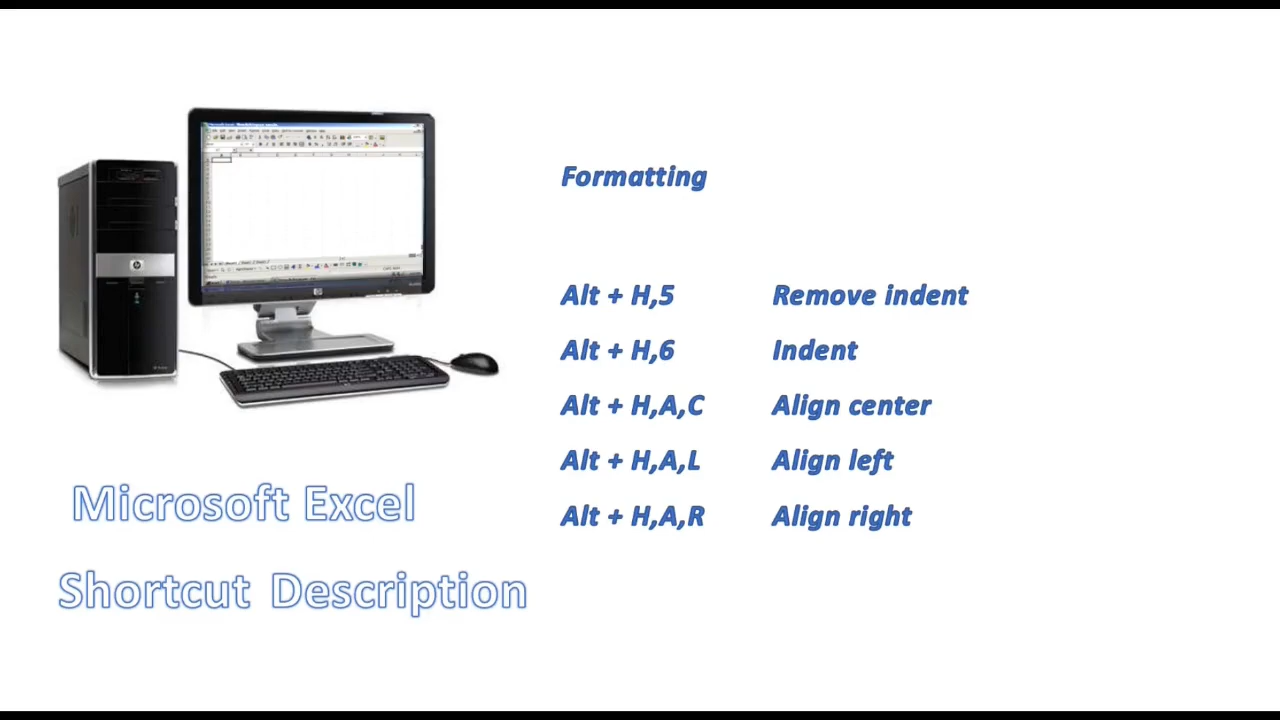 Formatting
Alt + H,5 Remove indent
Alt + H,6 Indent
Alt + H,A,C Align center
Alt + H,A,L Align left
Alt + H,A,R Align right
Microsoft Excel
Shortcut Description